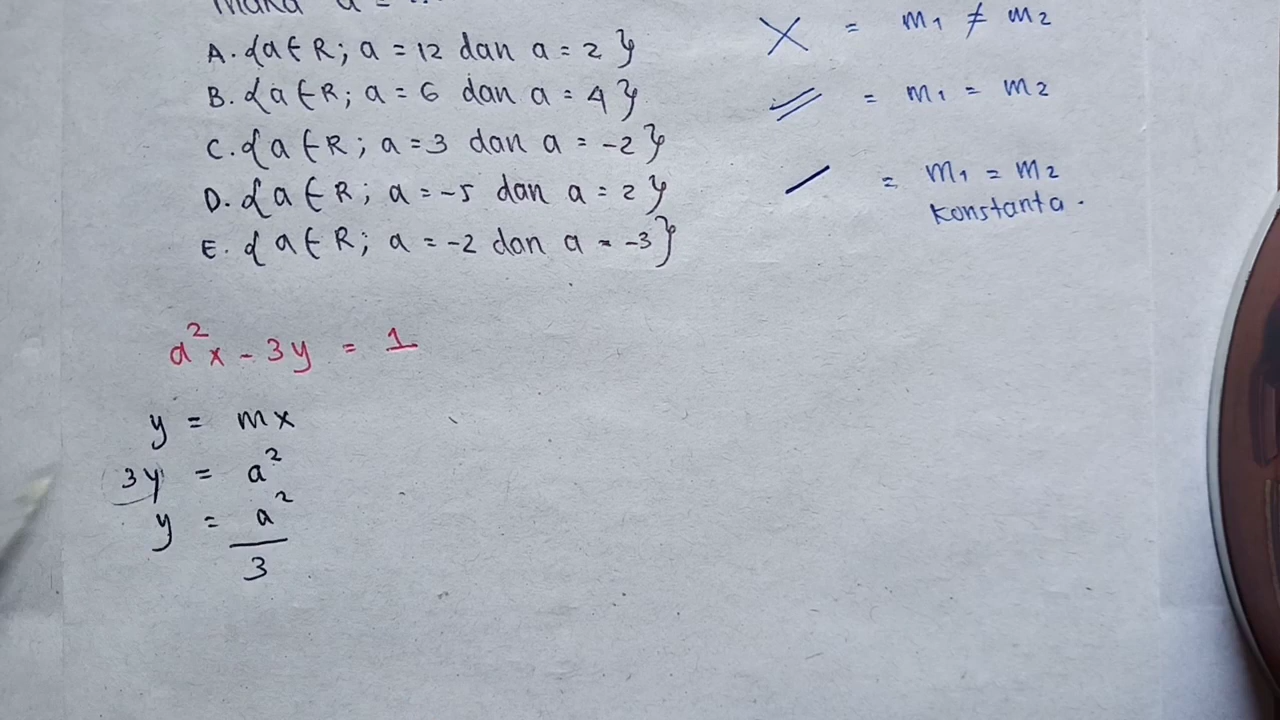 a =
A. {a ∈ R; a = 12 dan a = 2}
B. {a ∈ R; a = 6 dan a = 4}
C. {a ∈ R; a = 3 dan a = -2}
D. {a ∈ R; a = -5 dan a = 2}
E. {a ∈ R; a = -2 dan a = -3}
= m₁ ≠ m₂
= m₁ = m₂
= m₁ = m₂
konstanta.
a²x - 3y = 1
y = mx
3y = a²
y = a²
3